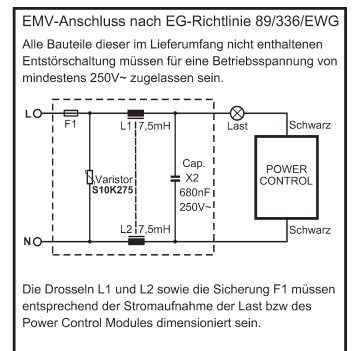 EMV-Anschluss nach EG-Richtlinie 89/336/EWG
Alle Bauteile dieser im Lieferumfang nicht enthaltenen
Entstörschaltung müssen für eine Betriebsspannung von
mindestens 250V~ zugelassen sein.
L
F1
L1 7,5mH
Last
Schwarz
Varistor
S10K275
Cap.
X2
680nF
250V~
POWER
CONTROL
L2 7,5mH
Schwarz
N
Die Drosseln L1 und L2 sowie die Sicherung F1 müssen
entsprechend der Stromaufnahme der Last bzw des
Power Control Modules dimensioniert sein.